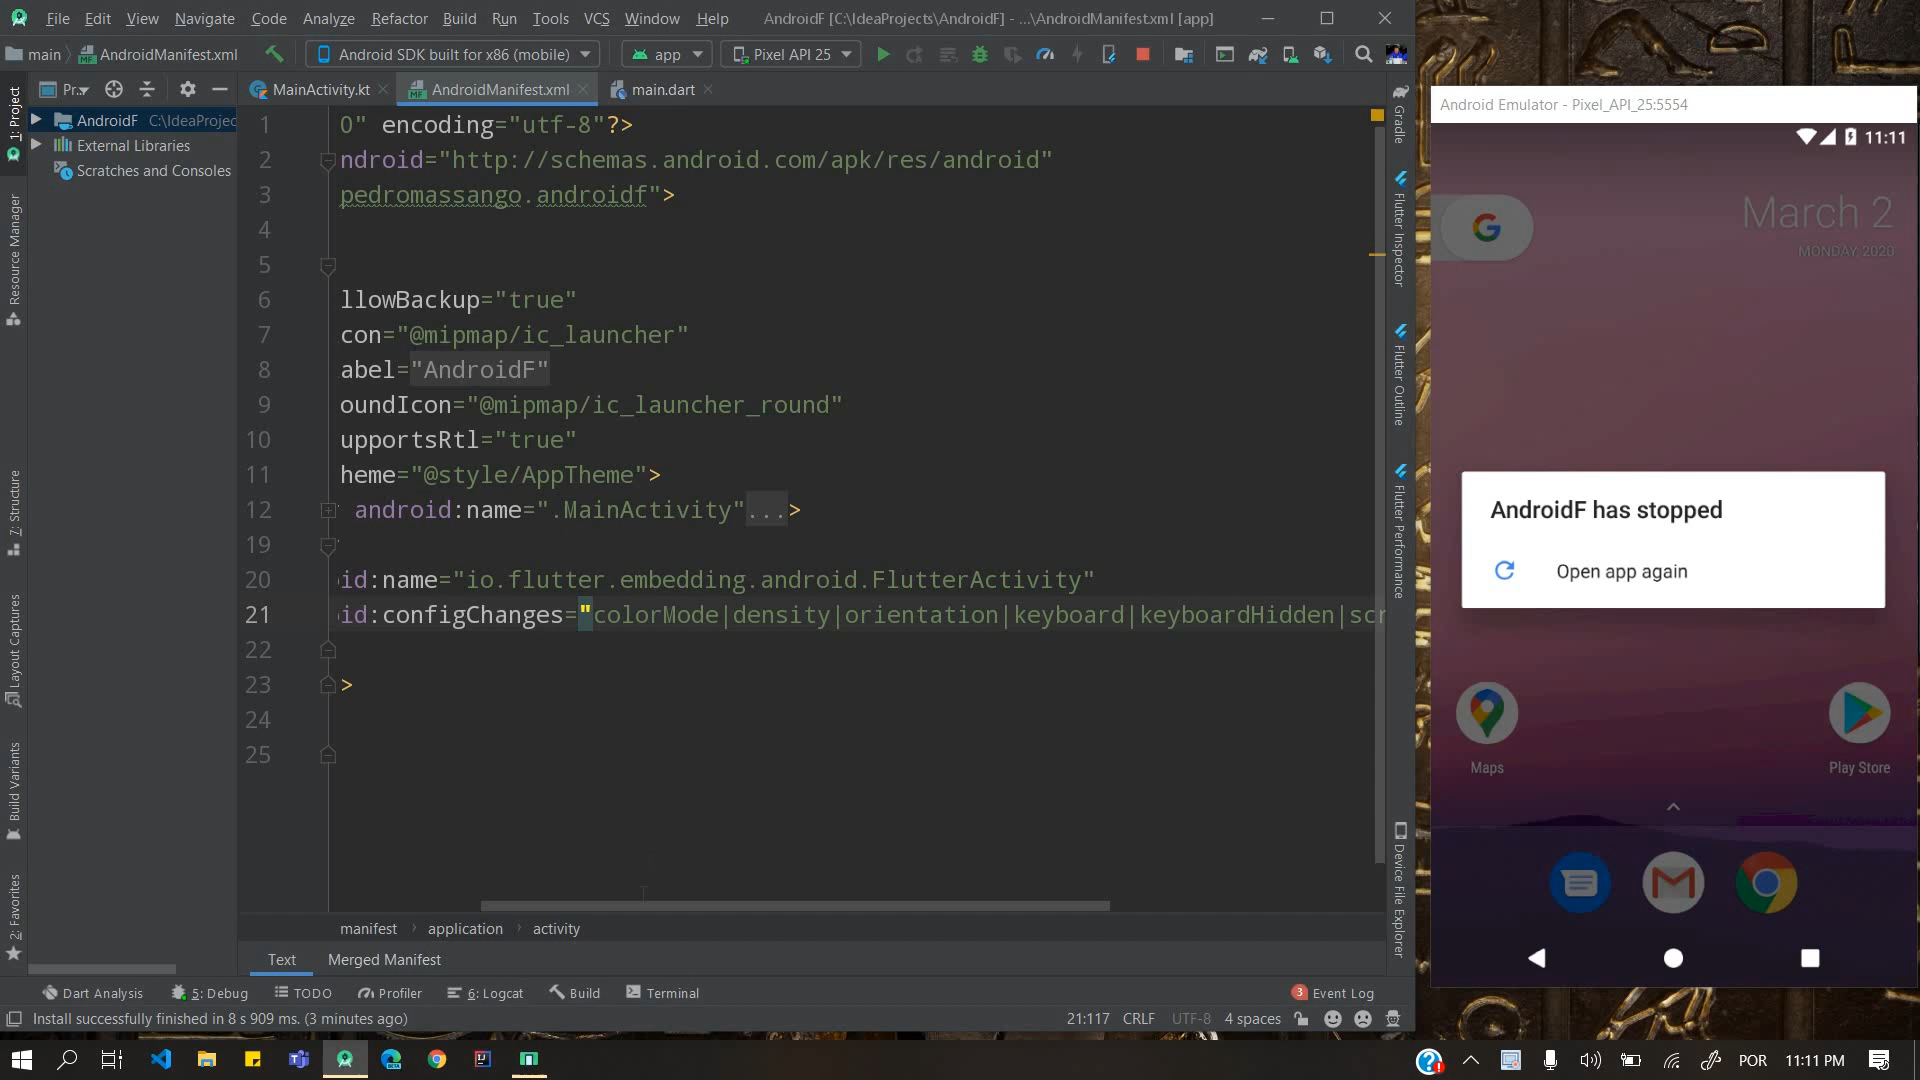 File Edit View Navigate Code Analyze Refactor Build Run Tools VCS Window Help AndroidF [C:\IdeaProjects\AndroidF] - ...\AndroidManifest.xml [app]
main AndroidManifest.xml Android SDK built for x86 (mobile) app Pixel API 25
Pr.. MainActivity.kt AndroidManifest.xml main.dart
AndroidF C:\IdeaProjec
External Libraries
Scratches and Consoles
1: Project
Resource Manager
7: Structure
Layout Captures
Build Variants
2: Favorites
1 0" encoding="utf-8"?>
2 ndroid="http://schemas.android.com/apk/res/android"
3 pedromassango.androidf">
4
5
6 llowBackup="true"
7 con="@mipmap/ic_launcher"
8 abel="AndroidF"
9 oundIcon="@mipmap/ic_launcher_round"
10 upportsRtl="true"
11 heme="@style/AppTheme">
12 android:name=".MainActivity"...>
19
20 id:name="io.flutter.embedding.android.FlutterActivity"
21 id:configChanges="colorMode|density|orientation|keyboard|keyboardHidden|scr
22
23 >
24
25
manifest application activity
Text Merged Manifest
Gradle
Flutter Inspector
Flutter Outline
Flutter Performance
Device File Explorer
Dart Analysis 5: Debug TODO Profiler 6: Logcat Build Terminal 3 Event Log
Install successfully finished in 8 s 909 ms. (3 minutes ago) 21:117 CRLF UTF-8 4 spaces
Android Emulator - Pixel_API_25:5554
11:11
March 2
MONDAY, 2020
AndroidF has stopped
Open app again
Maps
Play Store
POR 11:11 PM